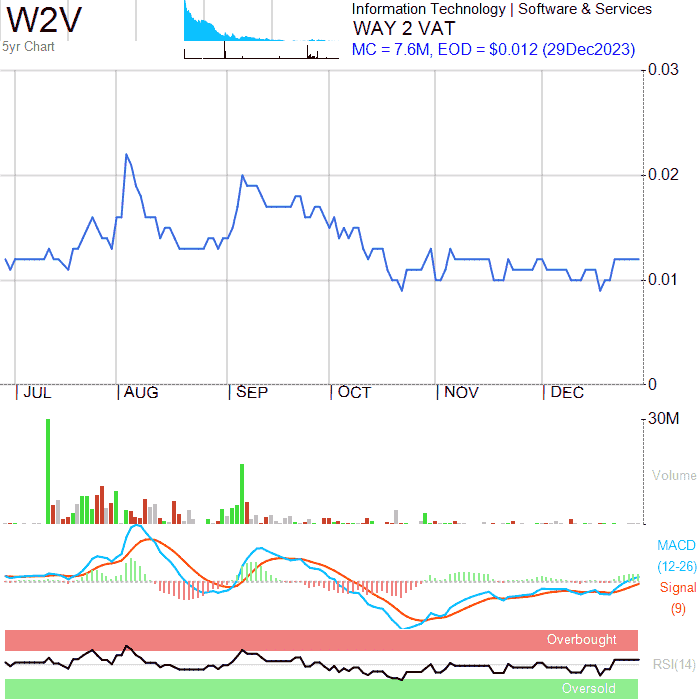 W2V
5yr Chart
Information Technology | Software & Services
WAY 2 VAT
MC = 7.6M, EOD = $0.012 (29Dec2023)
0.03
0.02
0.01
0
JUL AUG SEP OCT NOV DEC
30M
Volume
MACD
(12-26)
Signal
(9)
Overbought
RSI(14)
Oversold